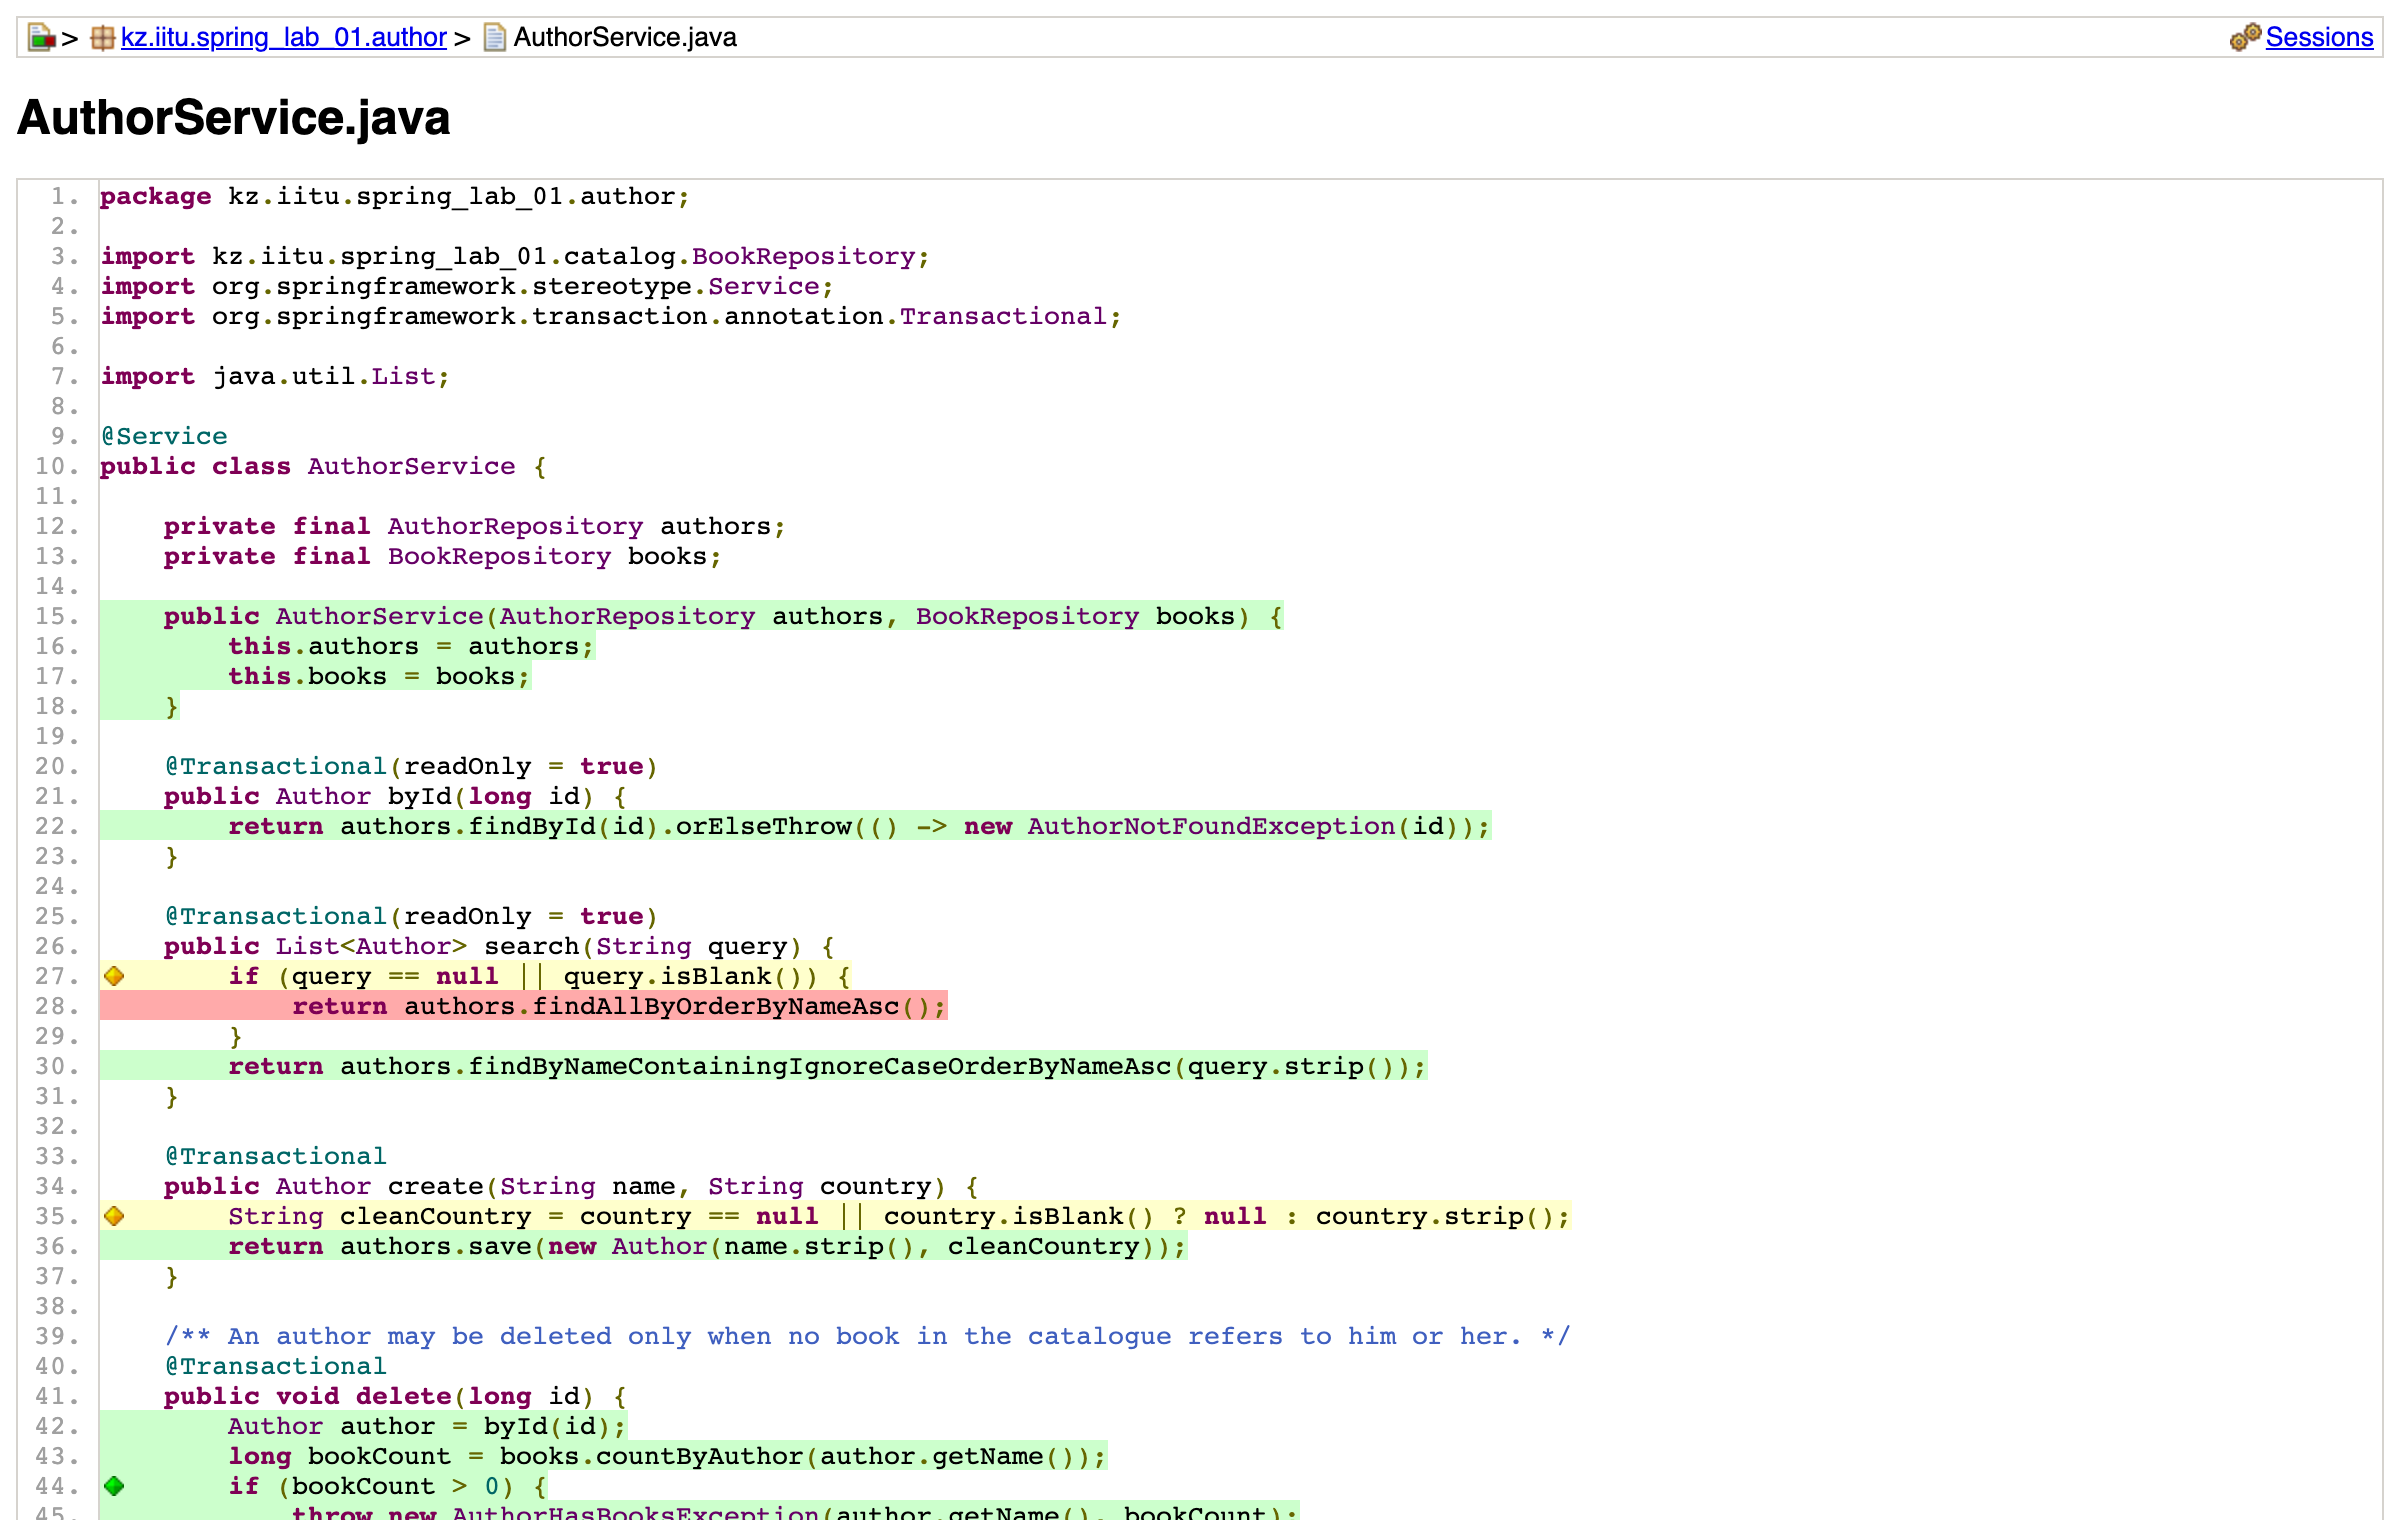 > kz.iitu.spring_lab_01.author > AuthorService.java Sessions
AuthorService.java
1. package kz.iitu.spring_lab_01.author;
2.
3. import kz.iitu.spring_lab_01.catalog.BookRepository;
4. import org.springframework.stereotype.Service;
5. import org.springframework.transaction.annotation.Transactional;
6.
7. import java.util.List;
8.
9. @Service
10. public class AuthorService {
11.
12.     private final AuthorRepository authors;
13.     private final BookRepository books;
14.
15.     public AuthorService(AuthorRepository authors, BookRepository books) {
16.         this.authors = authors;
17.         this.books = books;
18.     }
19.
20.     @Transactional(readOnly = true)
21.     public Author byId(long id) {
22.         return authors.findById(id).orElseThrow(() -> new AuthorNotFoundException(id));
23.     }
24.
25.     @Transactional(readOnly = true)
26.     public List<Author> search(String query) {
27.         if (query == null || query.isBlank()) {
28.             return authors.findAllByOrderByNameAsc();
29.         }
30.         return authors.findByNameContainingIgnoreCaseOrderByNameAsc(query.strip());
31.     }
32.
33.     @Transactional
34.     public Author create(String name, String country) {
35.         String cleanCountry = country == null || country.isBlank() ? null : country.strip();
36.         return authors.save(new Author(name.strip(), cleanCountry));
37.     }
38.
39.     /** An author may be deleted only when no book in the catalogue refers to him or her. */
40.     @Transactional
41.     public void delete(long id) {
42.         Author author = byId(id);
43.         long bookCount = books.countByAuthor(author.getName());
44.         if (bookCount > 0) {
45.             throw new AuthorHasBooksException(author.getName(), bookCount);